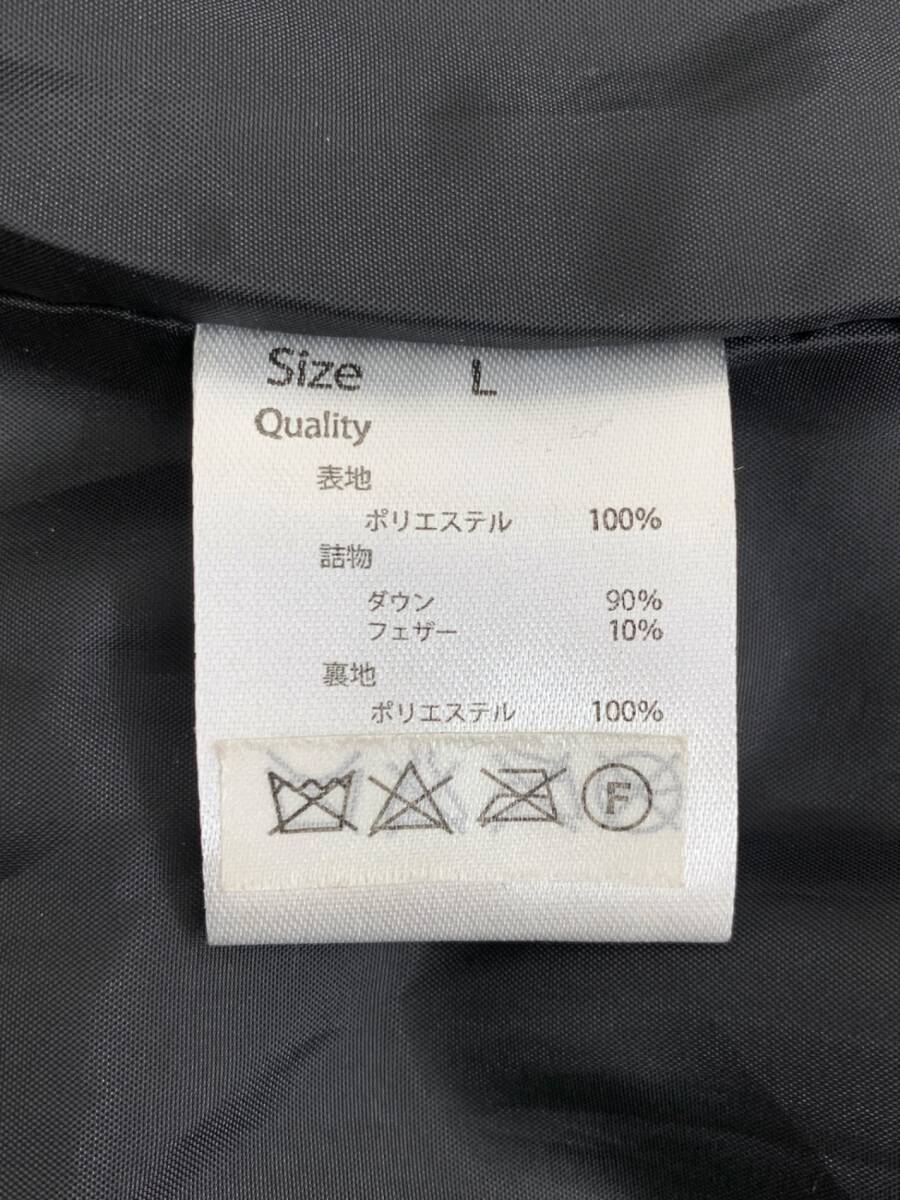 Size L
Quality
表地
ポリエステル 100%
詰物
ダウン 90%
フェザー 10%
裏地
ポリエステル 100%
F